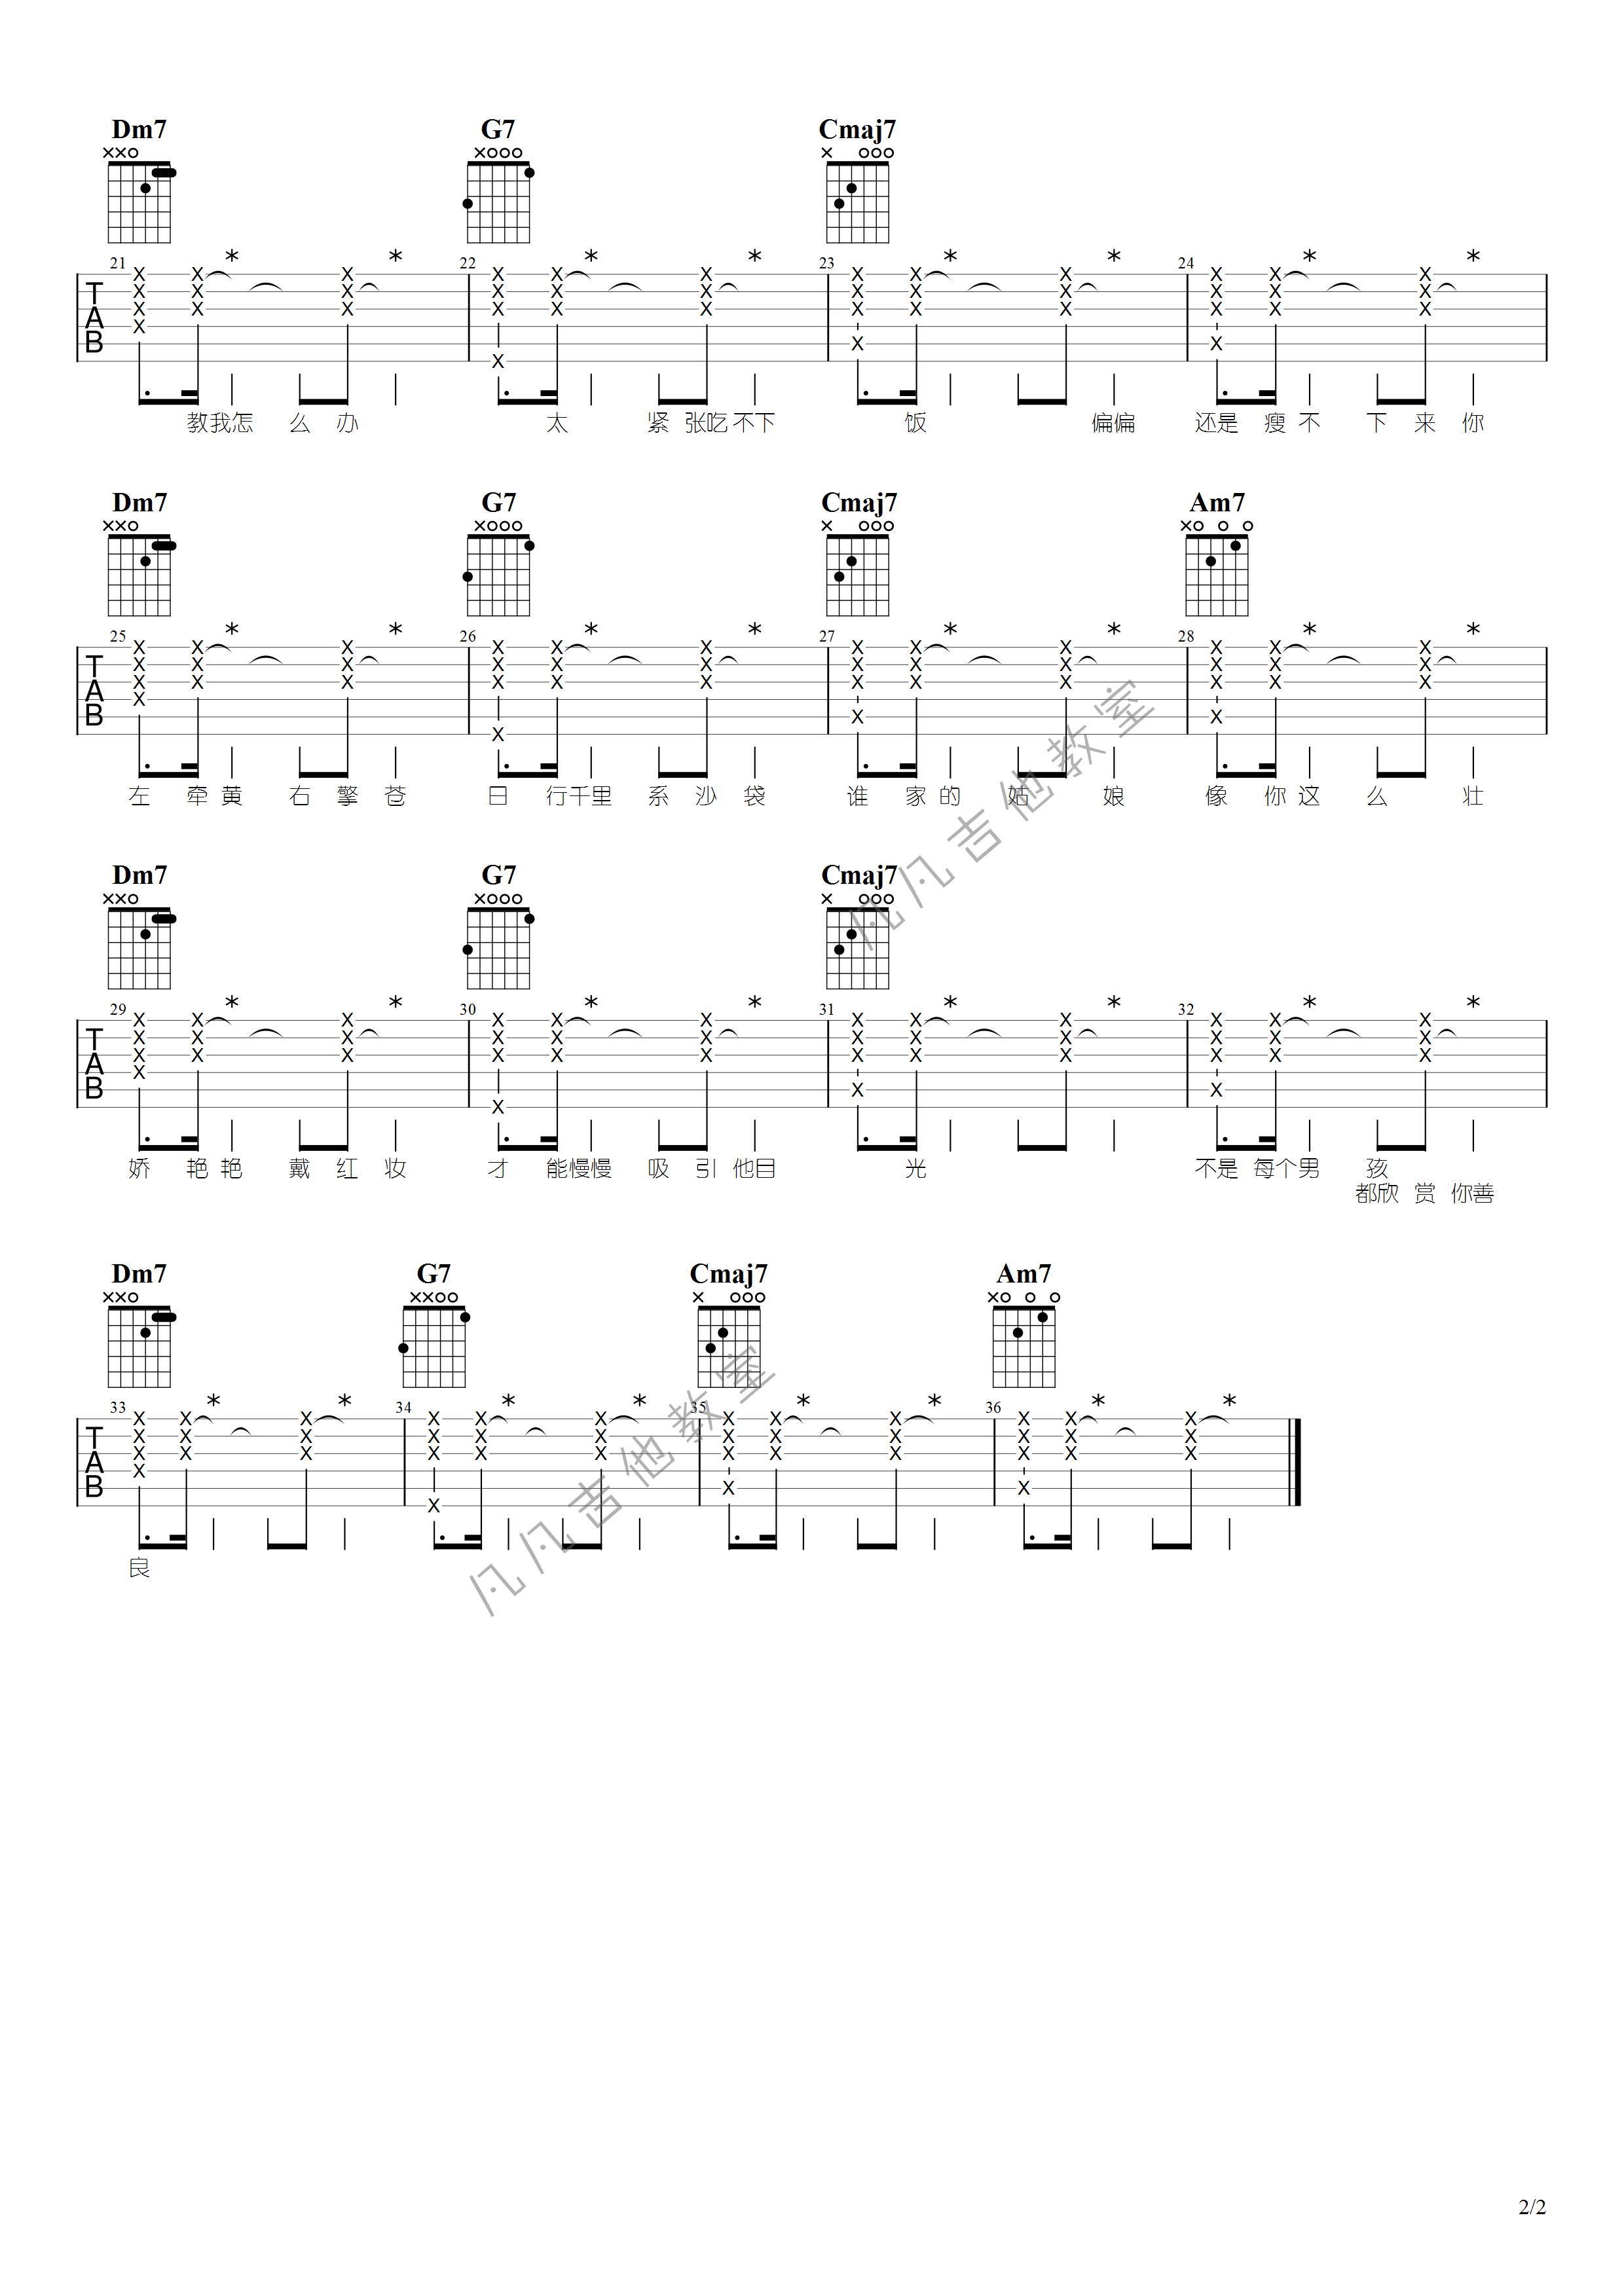 Dm7 G7 Cmaj7
21 22 23 24
TAB
教我怎 么 办 太 紧 张吃 不下 饭 偏偏 还是 瘦 不 下 来 你
Dm7 G7 Cmaj7 Am7
25 26 27 28
TAB
左 牵 黄 右 擎 苍 日 行千里 系 沙 袋 谁 家 的 姑 娘 像 你 这 么 壮
凡凡吉他教室
Dm7 G7 Cmaj7
29 30 31 32
TAB
娇 艳 艳 戴 红 妆 才 能慢慢 吸 引 他目 光 不是 每个男 孩
都欣 赏 你善
Dm7 G7 Cmaj7 Am7
33 34 35 36
TAB
良
凡凡吉他教室
2/2